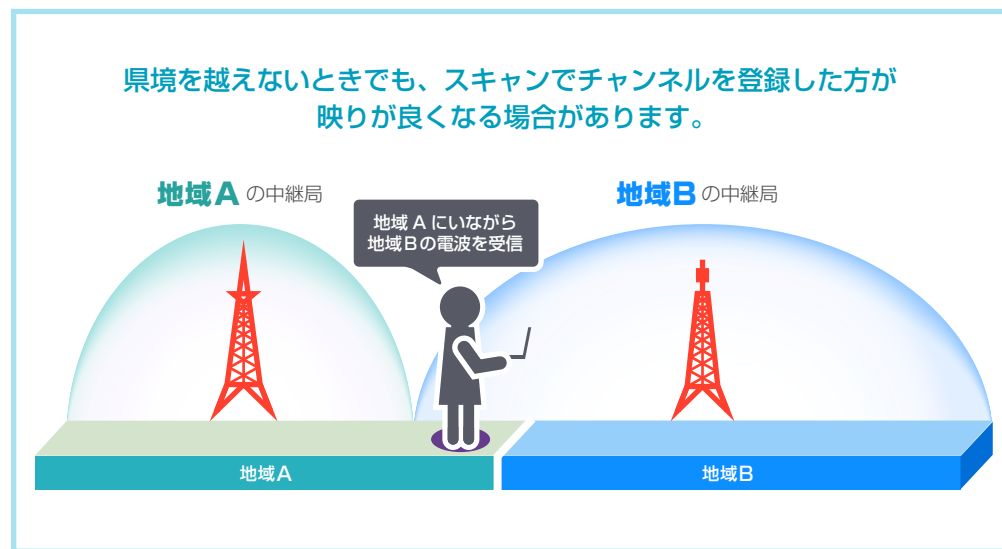 県境を越えないときでも、スキャンでチャンネルを登録した方が
映りが良くなる場合があります。
地域A の中継局
地域B の中継局
地域 A にいながら
地域Bの電波を受信
地域A
地域B